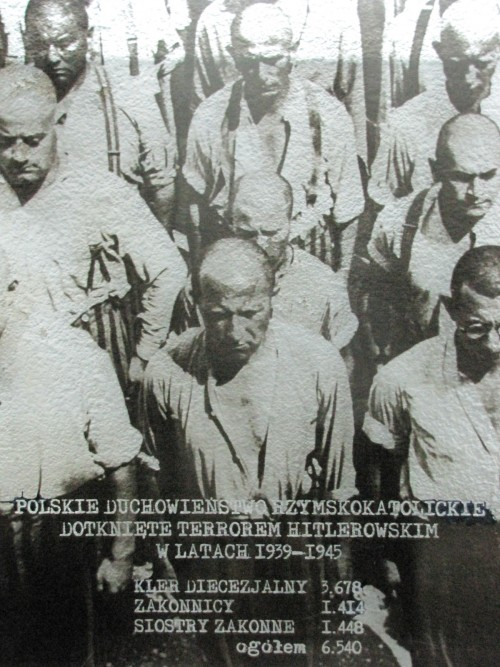 POLSKIE DUCHOWIEŃSTWO RZYMSKOKATOLICKIE
DOTKNIĘTE TERROREM HITLEROWSKIM
W LATACH 1939–1945
KLER DIECEZJALNY 3.678
ZAKONNICY 1.414
SIOSTRY ZAKONNE 1.448
ogółem 6.540